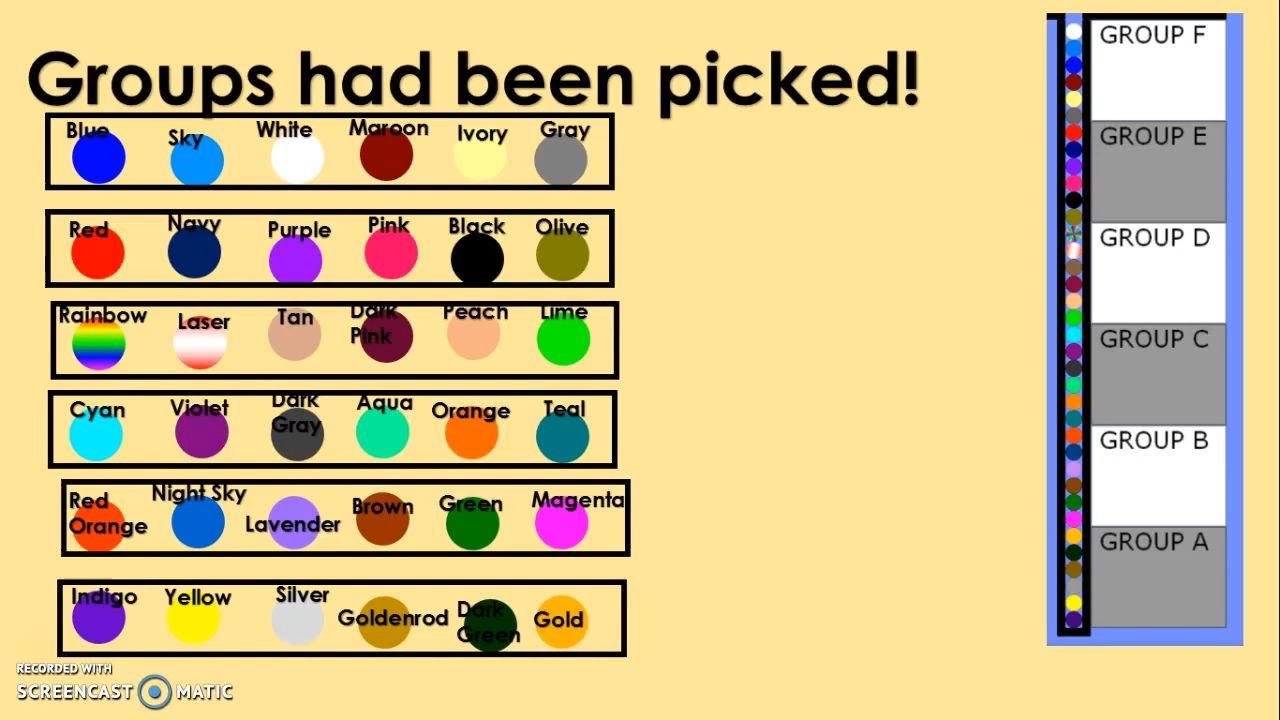 Groups had been picked!
Blue Sky White Maroon Ivory Gray
Red Navy Purple Pink Black Olive
Rainbow Laser Tan Dark Pink Peach Lime
Cyan Violet Dark Gray Aqua Orange Teal
Red Orange Night Sky Lavender Brown Green Magenta
Indigo Yellow Silver Goldenrod Dark Green Gold
GROUP F
GROUP E
GROUP D
GROUP C
GROUP B
GROUP A
RECORDED WITH
SCREENCAST MATIC